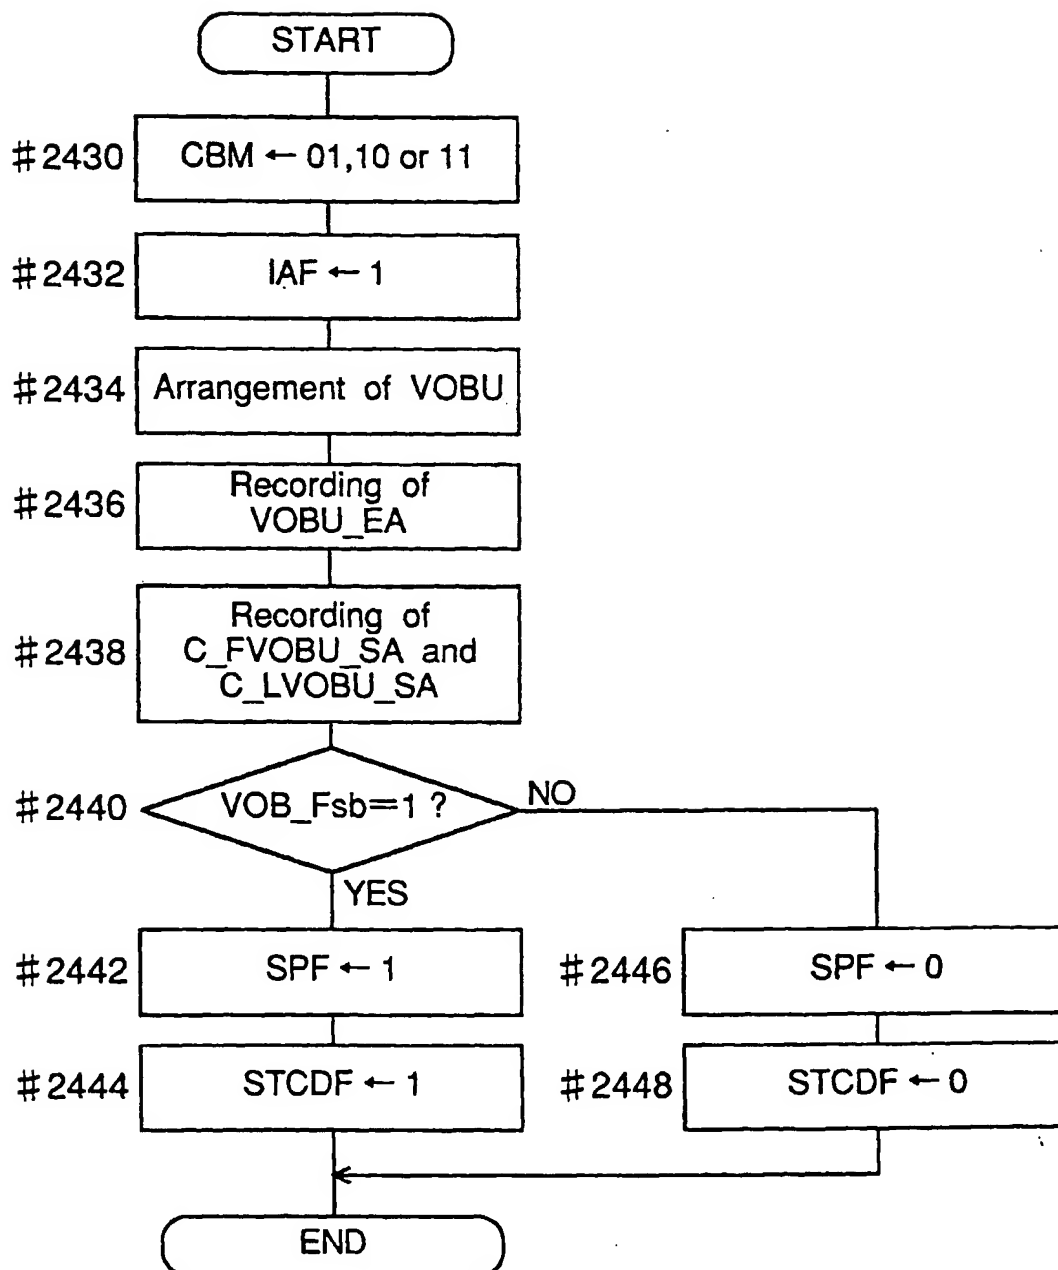 START
#2430
CBM ← 01,10 or 11
#2432
IAF ← 1
#2434
Arrangement of VOBU
#2436
Recording of
VOBU_EA
#2438
Recording of
C_FVOBU_SA and
C_LVOBU_SA
#2440
VOB_Fsb=1 ?
NO
YES
#2442
SPF ← 1
#2446
SPF ← 0
#2444
STCDF ← 1
#2448
STCDF ← 0
END